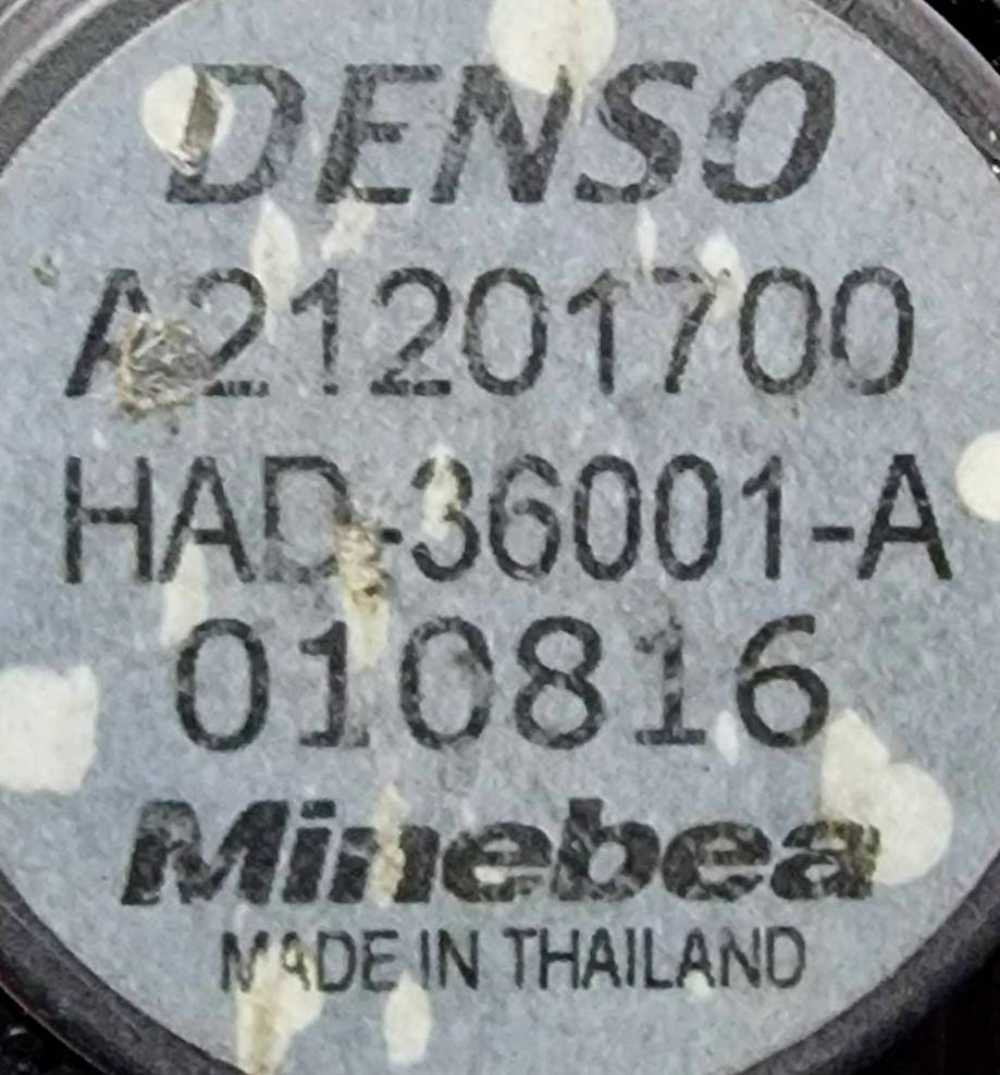 DENSO
A21201700
HAD-36001-A
010816
Minebea
MADE IN THAILAND